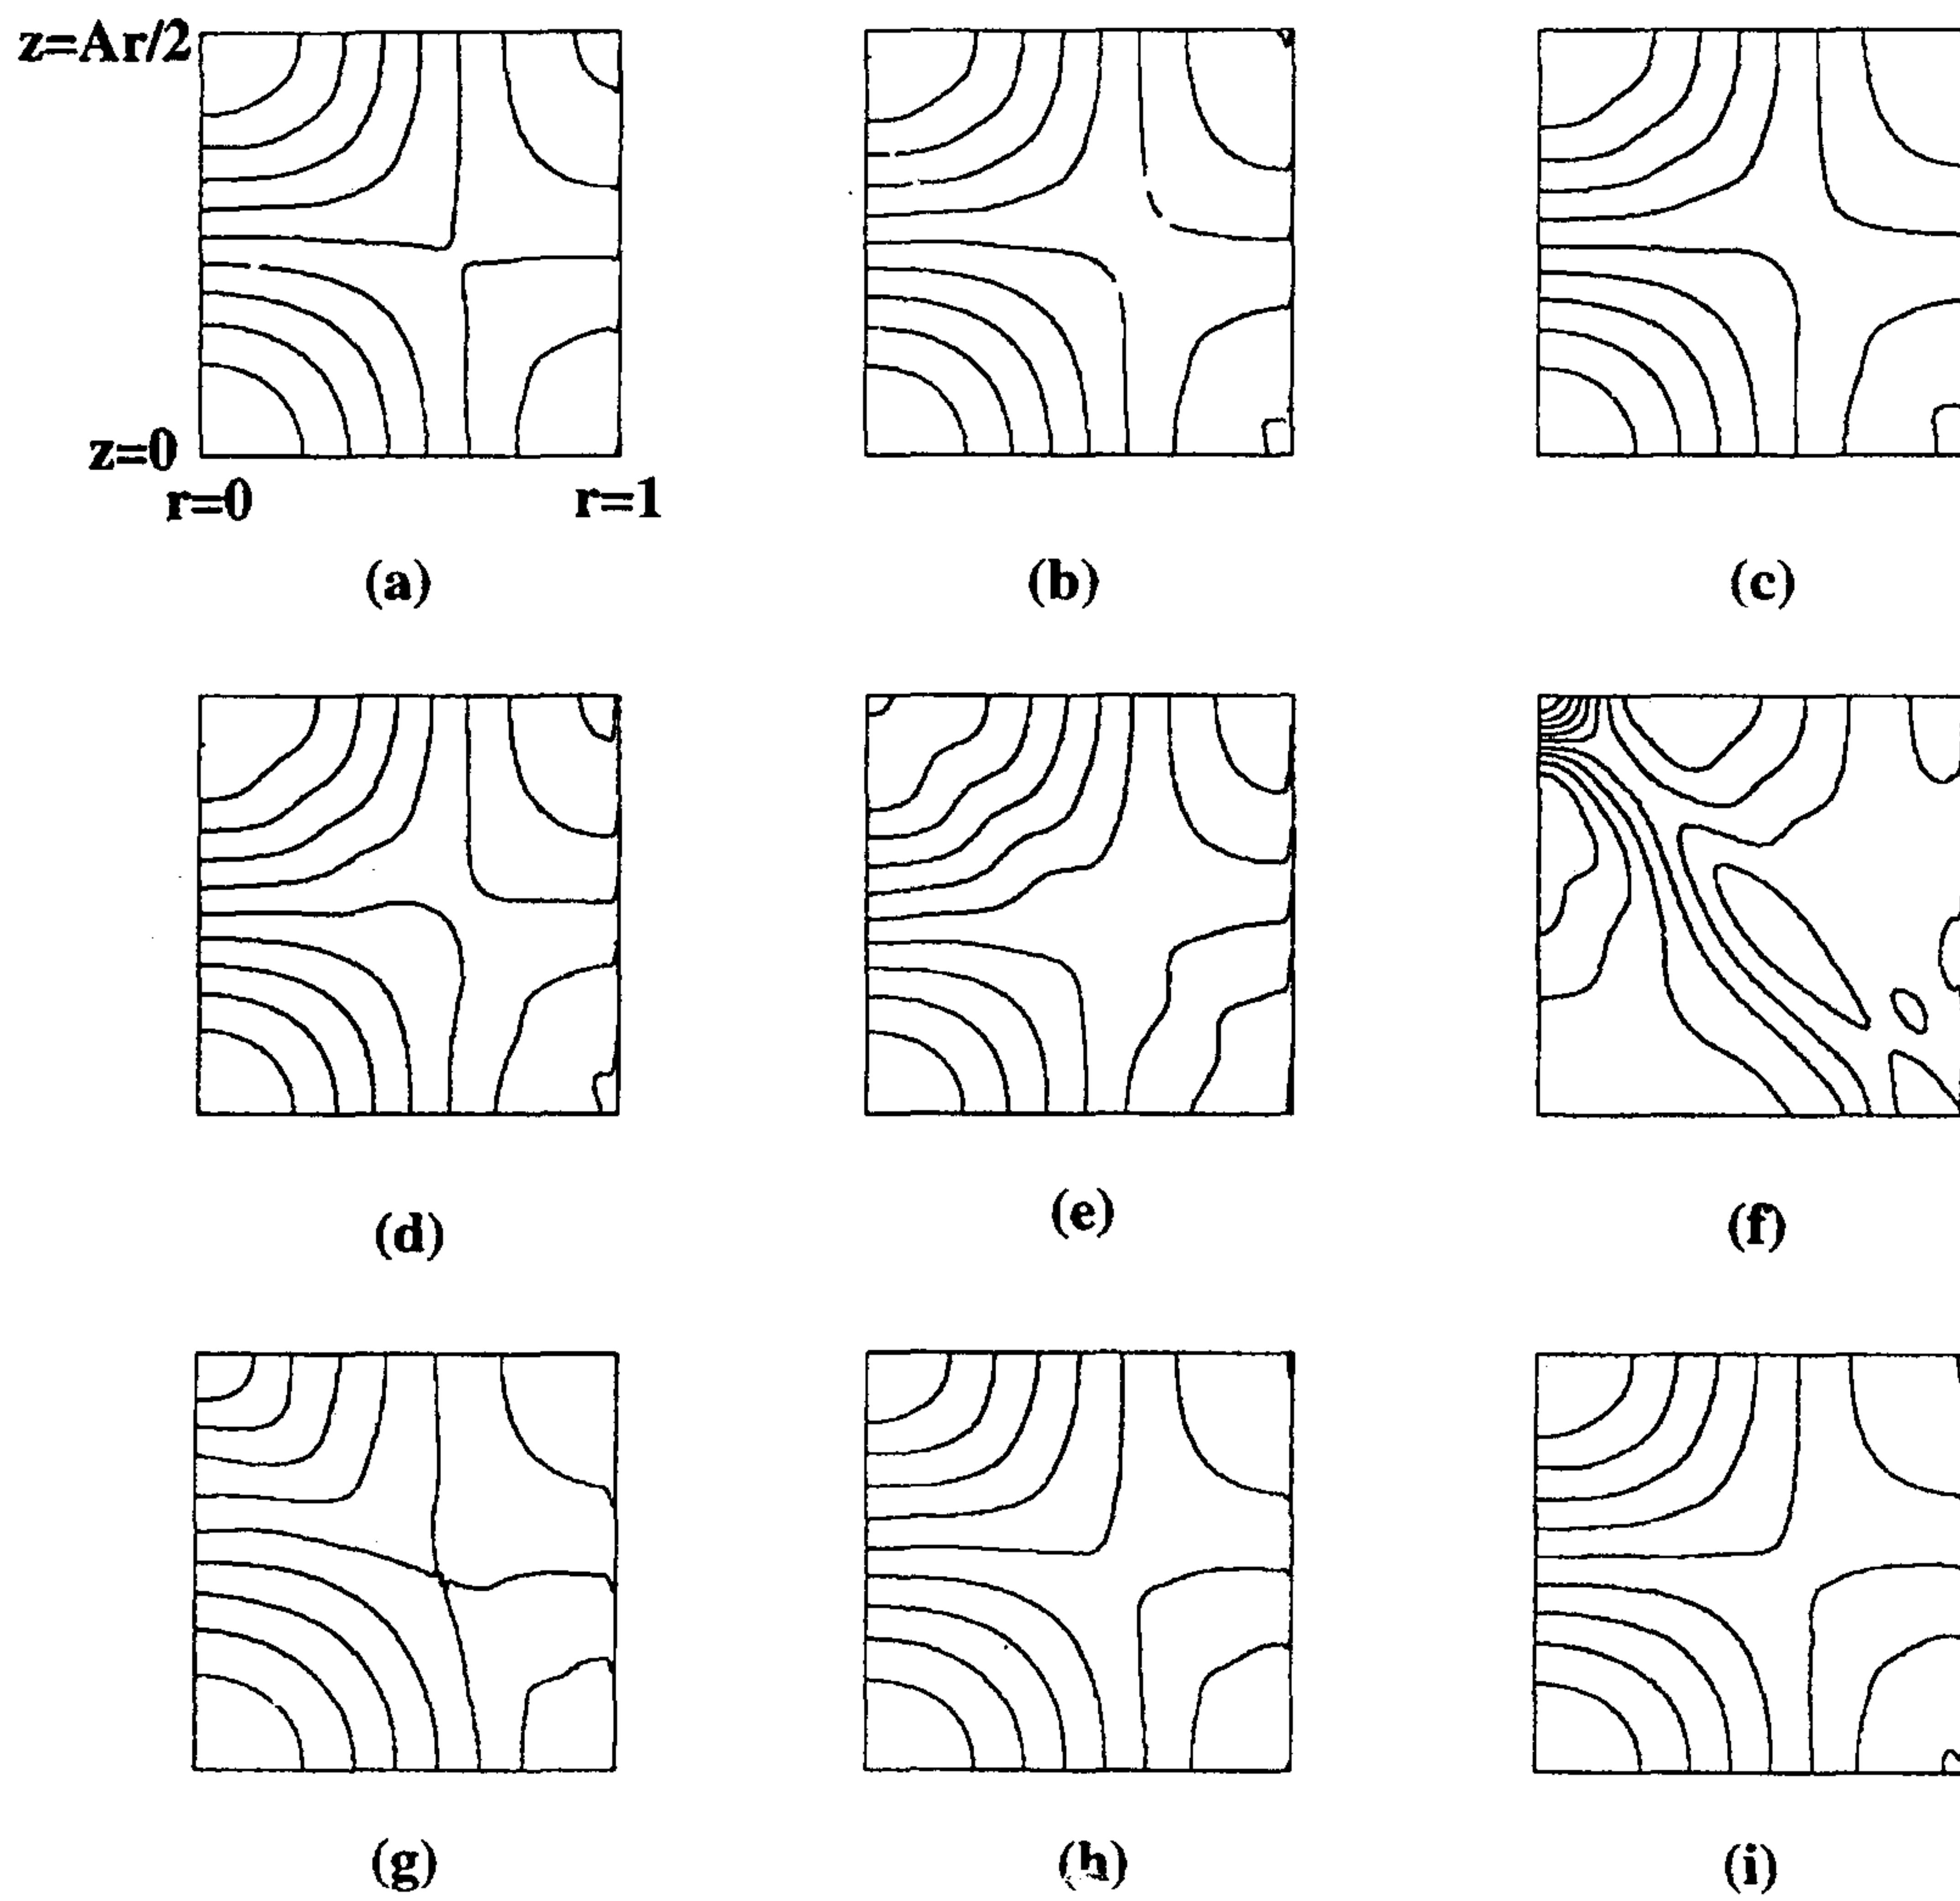 z=Ar/2
z=0
r=0 r=1
(a) (b) (c)
(d) (e) (f)
(g) (h) (i)